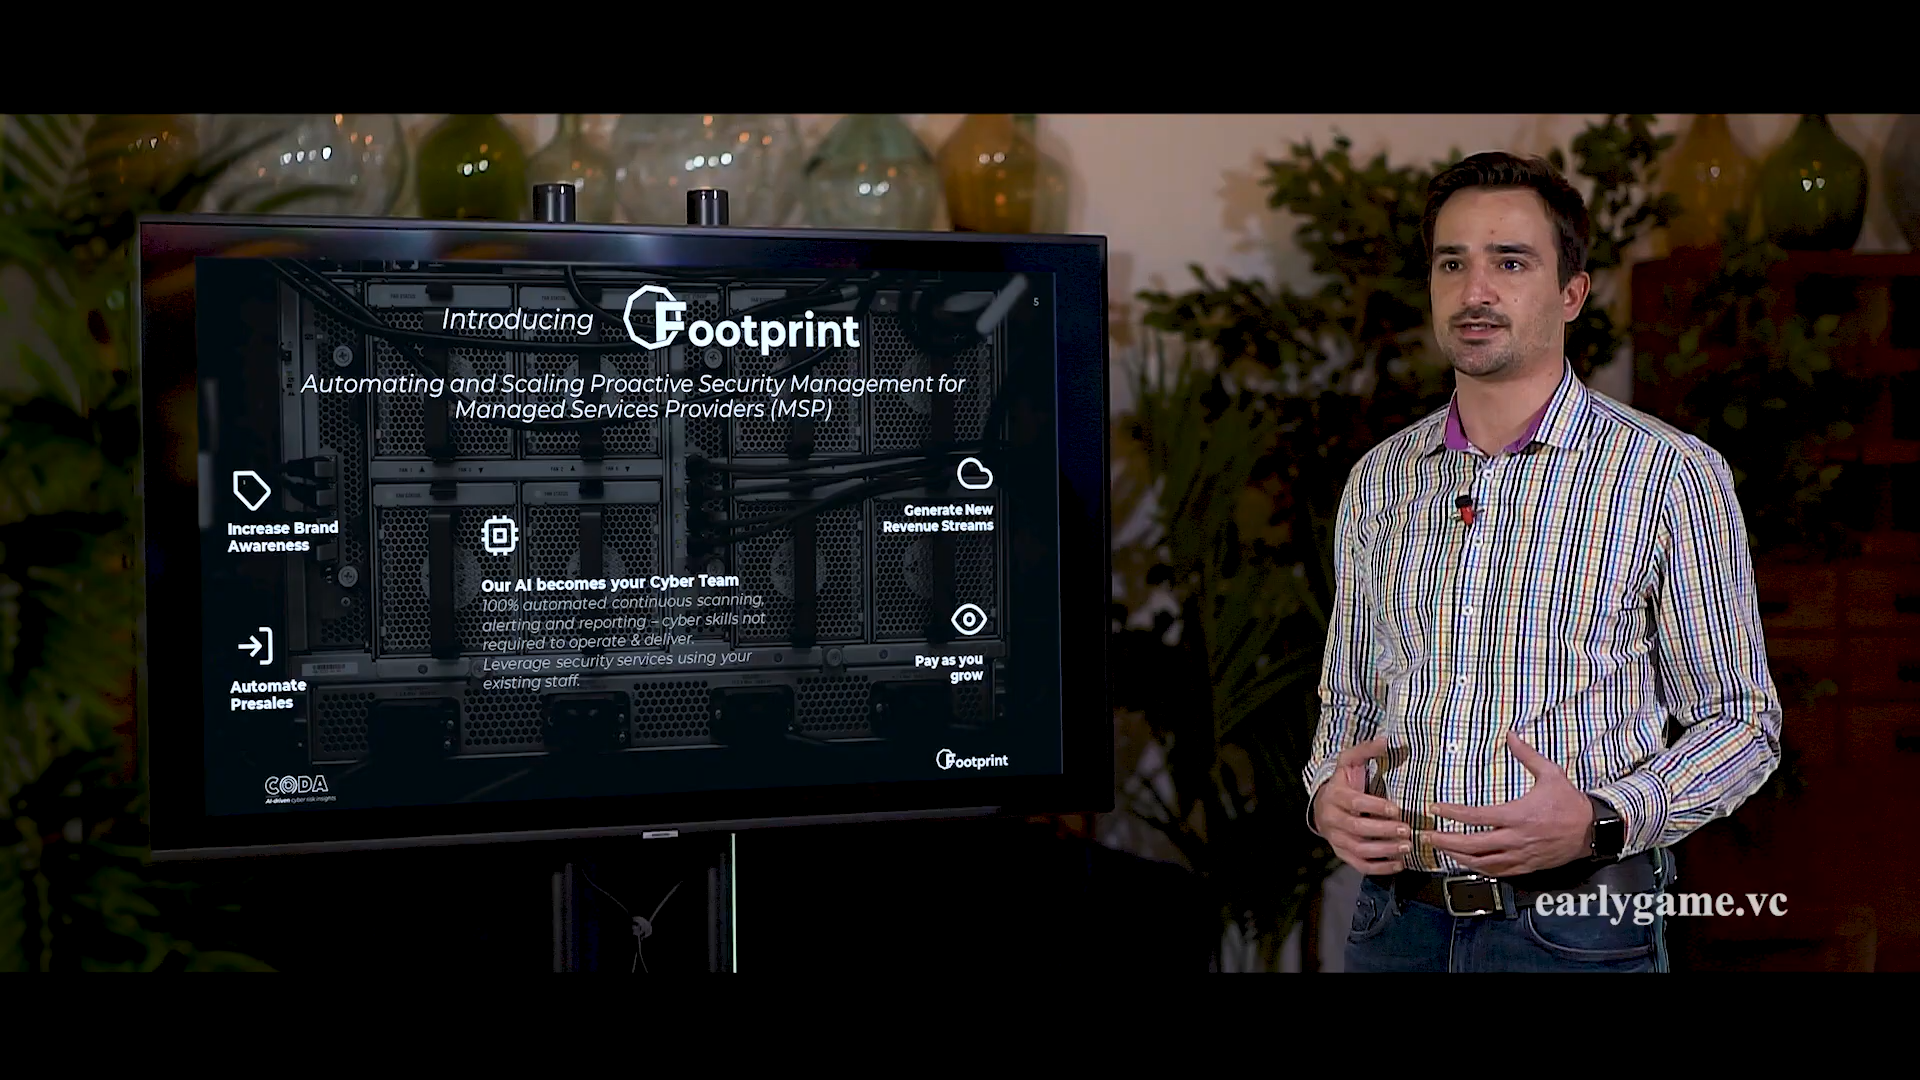 5
Introducing Footprint
Automating and Scaling Proactive Security Management for
Managed Services Providers (MSP)
Increase Brand
Awareness
Automate
Presales
Our AI becomes your Cyber Team
100% automated continuous scanning,
alerting and reporting – cyber skills not
required to operate & deliver.
Leverage security services using your
existing staff.
Generate New
Revenue Streams
Pay as you
grow
CODA
AI-driven cyber risk insights
Footprint
earlygame.vc